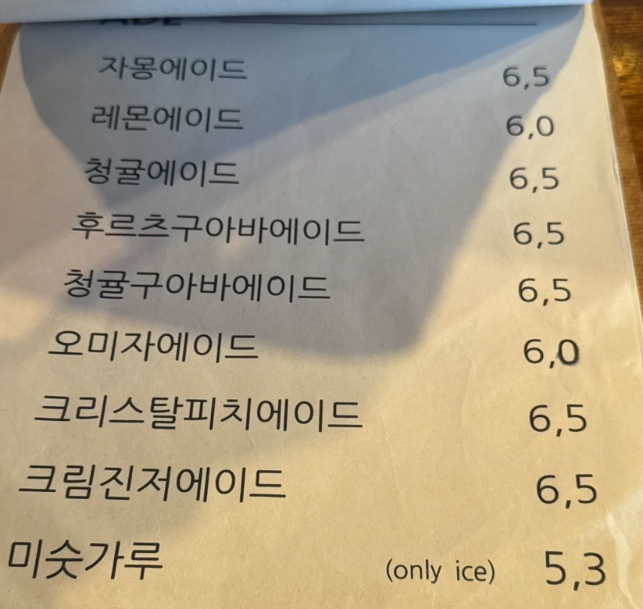 자몽에이드 6,5
레몬에이드 6,0
청귤에이드 6,5
후르츠구아바에이드 6,5
청귤구아바에이드 6,5
오미자에이드 6,0
크리스탈피치에이드 6,5
크림진저에이드 6,5
미숫가루 (only ice) 5,3